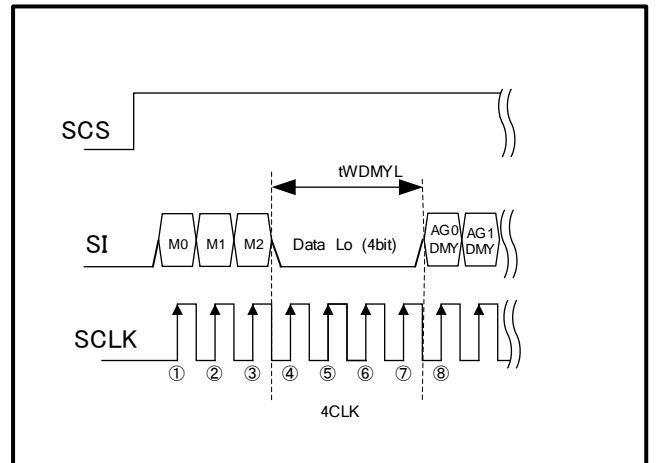 SCS
tWDMYL
SI
M0 M1 M2 Data Lo (4bit) AG0 DMY AG1 DMY
SCLK
① ② ③ ④ ⑤ ⑥ ⑦ ⑧
4CLK